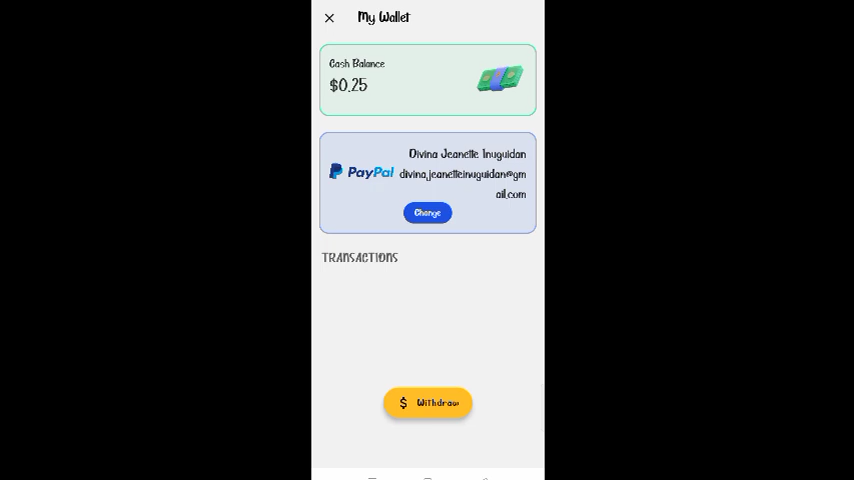 My Wallet
Cash Balance
$0.25
Divina Jeanette Inuguidan
PayPal divina.jeanetteinuguidan@gm
ail.com
Change
TRANSACTIONS
$ Withdraw